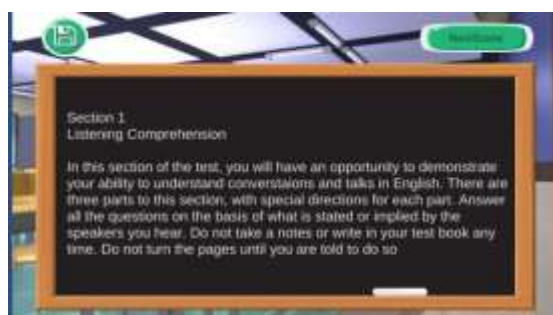 Section 1
Listening Comprehension
In this section of the test, you will have an opportunity to demonstrate
your ability to understand converstaions and talks in English. There are
three parts to this section, with special directions for each part. Answer
all the questions on the basis of what is stated or implied by the
speakers you hear. Do not take a notes or write in your test book any
time. Do not turn the pages until you are told to do so